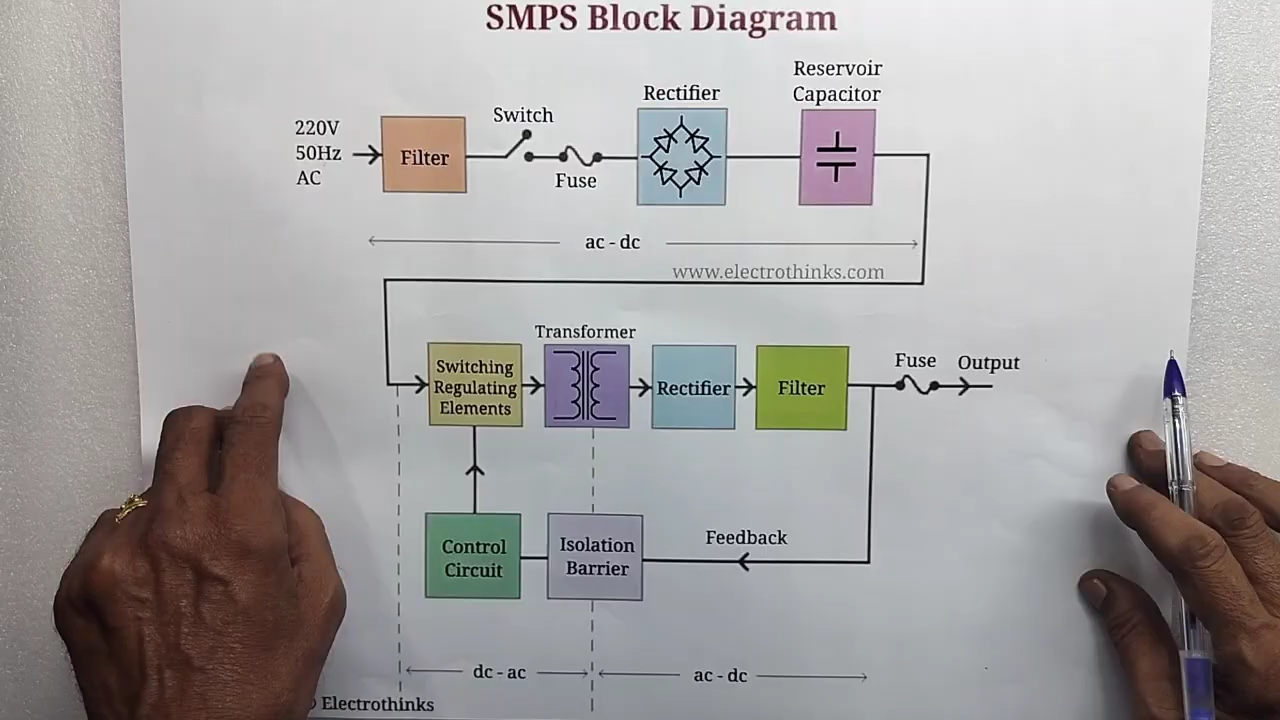 SMPS Block Diagram
220V
50Hz
AC
Filter
Switch
Fuse
Rectifier
Reservoir
Capacitor
ac - dc
www.electrothinks.com
Switching
Regulating
Elements
Transformer
Rectifier
Filter
Fuse
Output
Control
Circuit
Isolation
Barrier
Feedback
dc - ac
ac - dc
Electrothinks